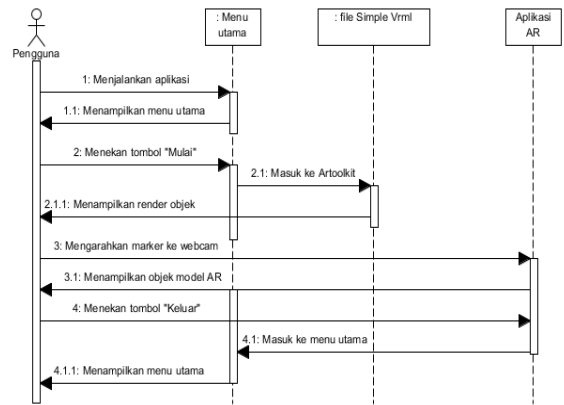 : Menu
utama
: file Simple Vrml
Aplikasi
AR
Pengguna
1: Menjalankan aplikasi
1.1: Menampilkan menu utama
2: Menekan tombol "Mulai"
2.1: Masuk ke Artoolkit
2.1.1: Menampilkan render objek
3: Mengarahkan marker ke webcam
3.1: Menampilkan objek model AR
4: Menekan tombol "Keluar"
4.1: Masuk ke menu utama
4.1.1: Menampilkan menu utama